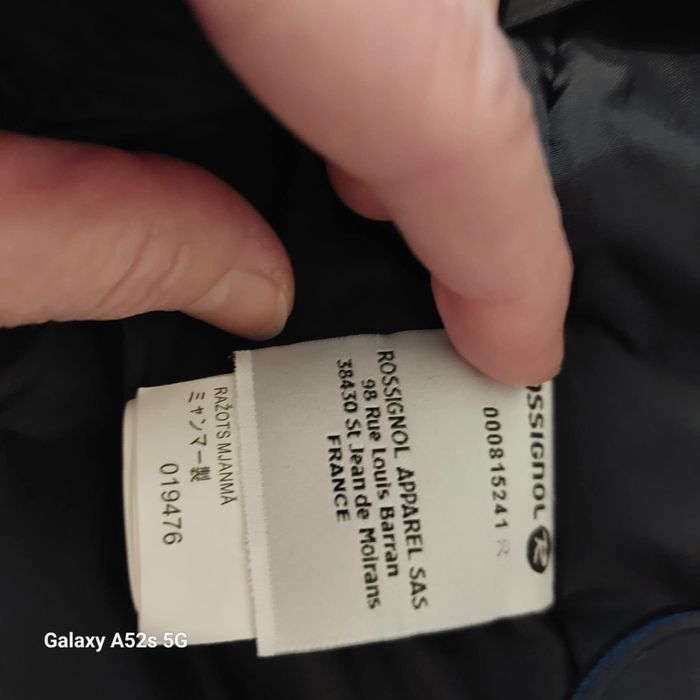 ROSSIGNOL
000815241 R
ROSSIGNOL APPAREL SAS
98 Rue Louis Barran
38430 St Jean de Moirans
FRANCE
RAŽOTS MJANMĀ
ミャンマー製
019476
Galaxy A52s 5G